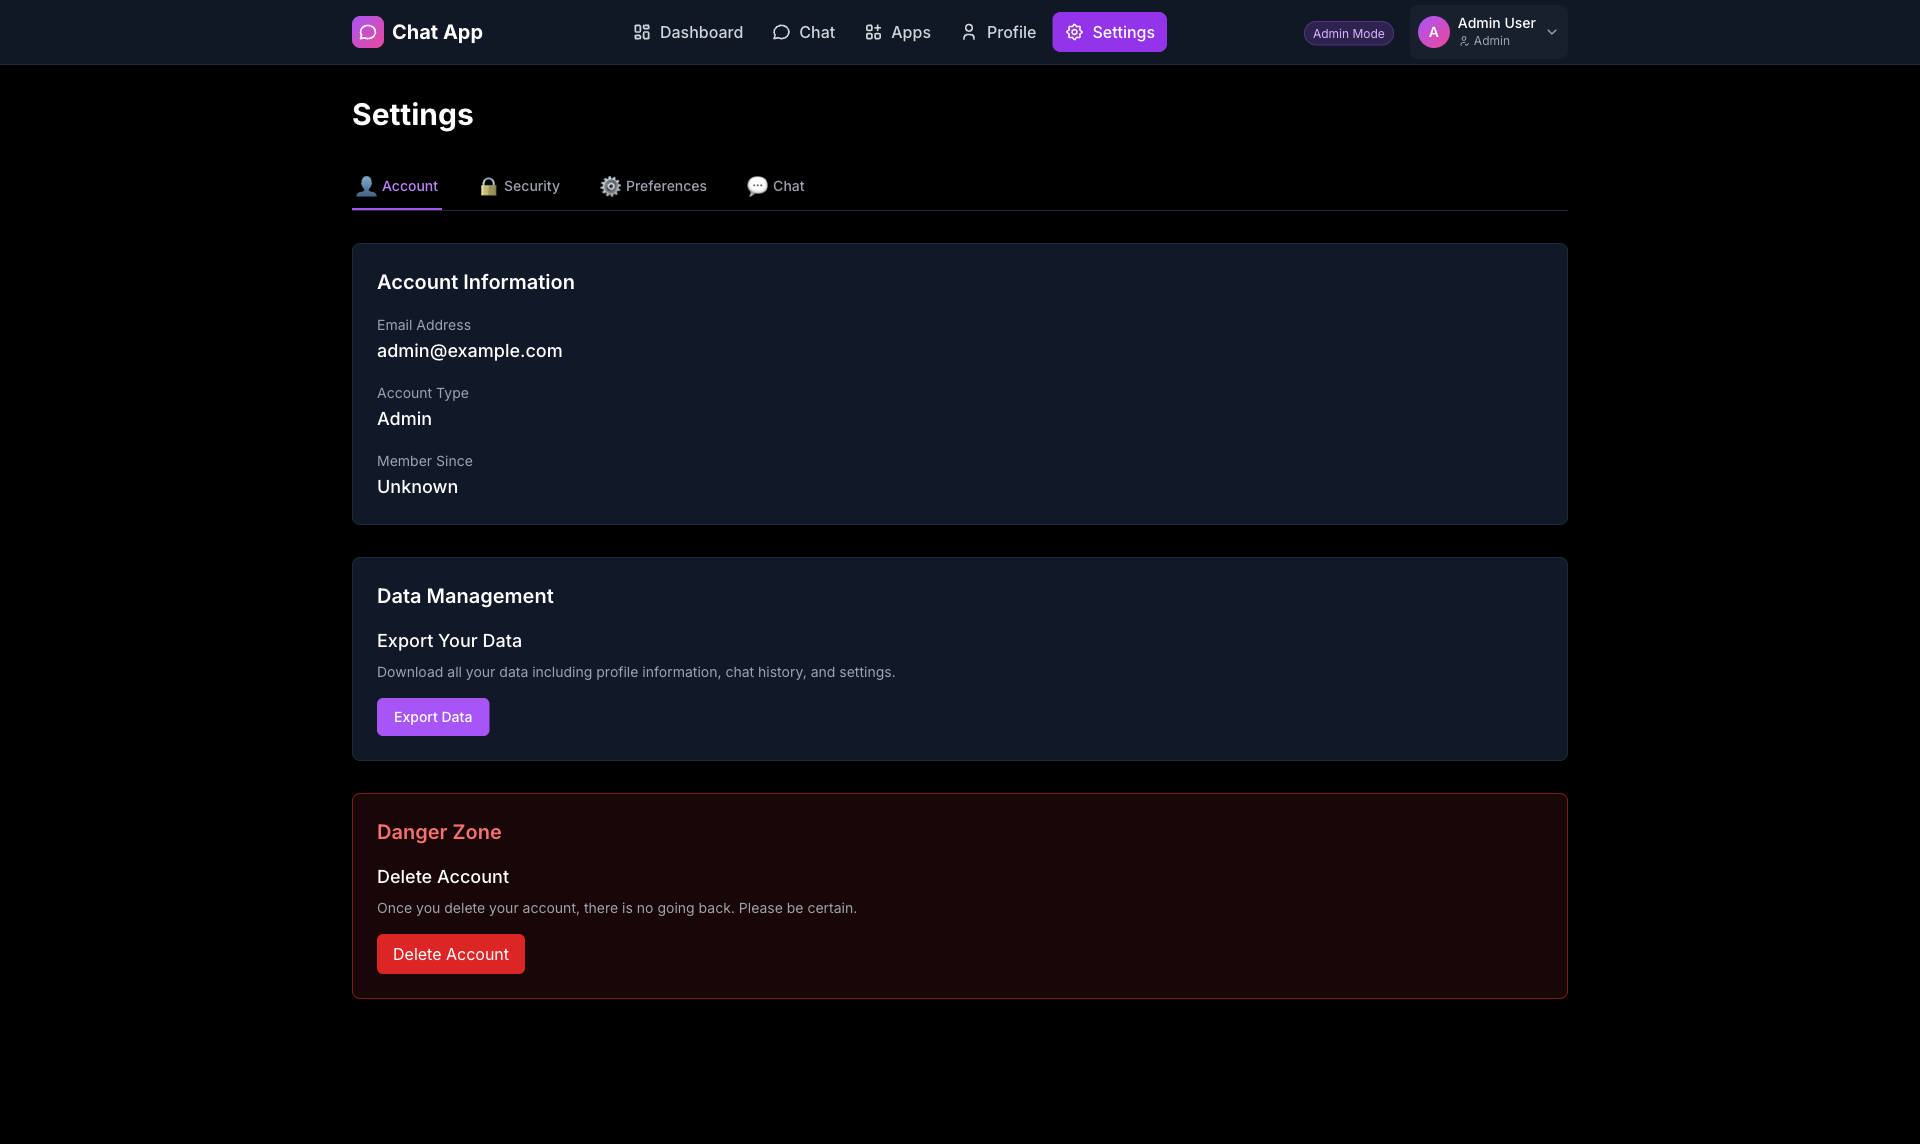 Chat App
Dashboard
Chat
Apps
Profile
Settings
Admin Mode
A
Admin User
Admin
Settings
Account
Security
Preferences
Chat
Account Information
Email Address
admin@example.com
Account Type
Admin
Member Since
Unknown
Data Management
Export Your Data
Download all your data including profile information, chat history, and settings.
Export Data
Danger Zone
Delete Account
Once you delete your account, there is no going back. Please be certain.
Delete Account